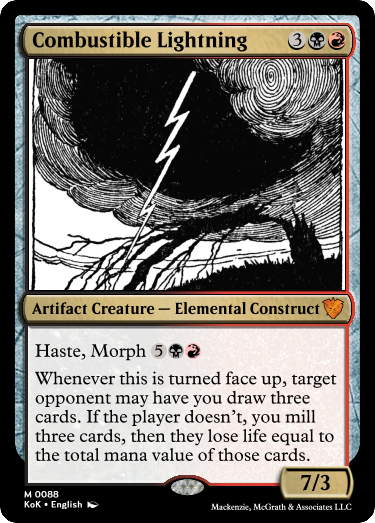 Combustible Lightning 3
Artifact Creature — Elemental Construct
Haste, Morph 5
Whenever this is turned face up, target
opponent may have you draw three
cards. If the player doesn’t, you mill
three cards, then they lose life equal to
the total mana value of those cards.
7/3
M 0088
KoK • English
Mackenzie, McGrath & Associates LLC